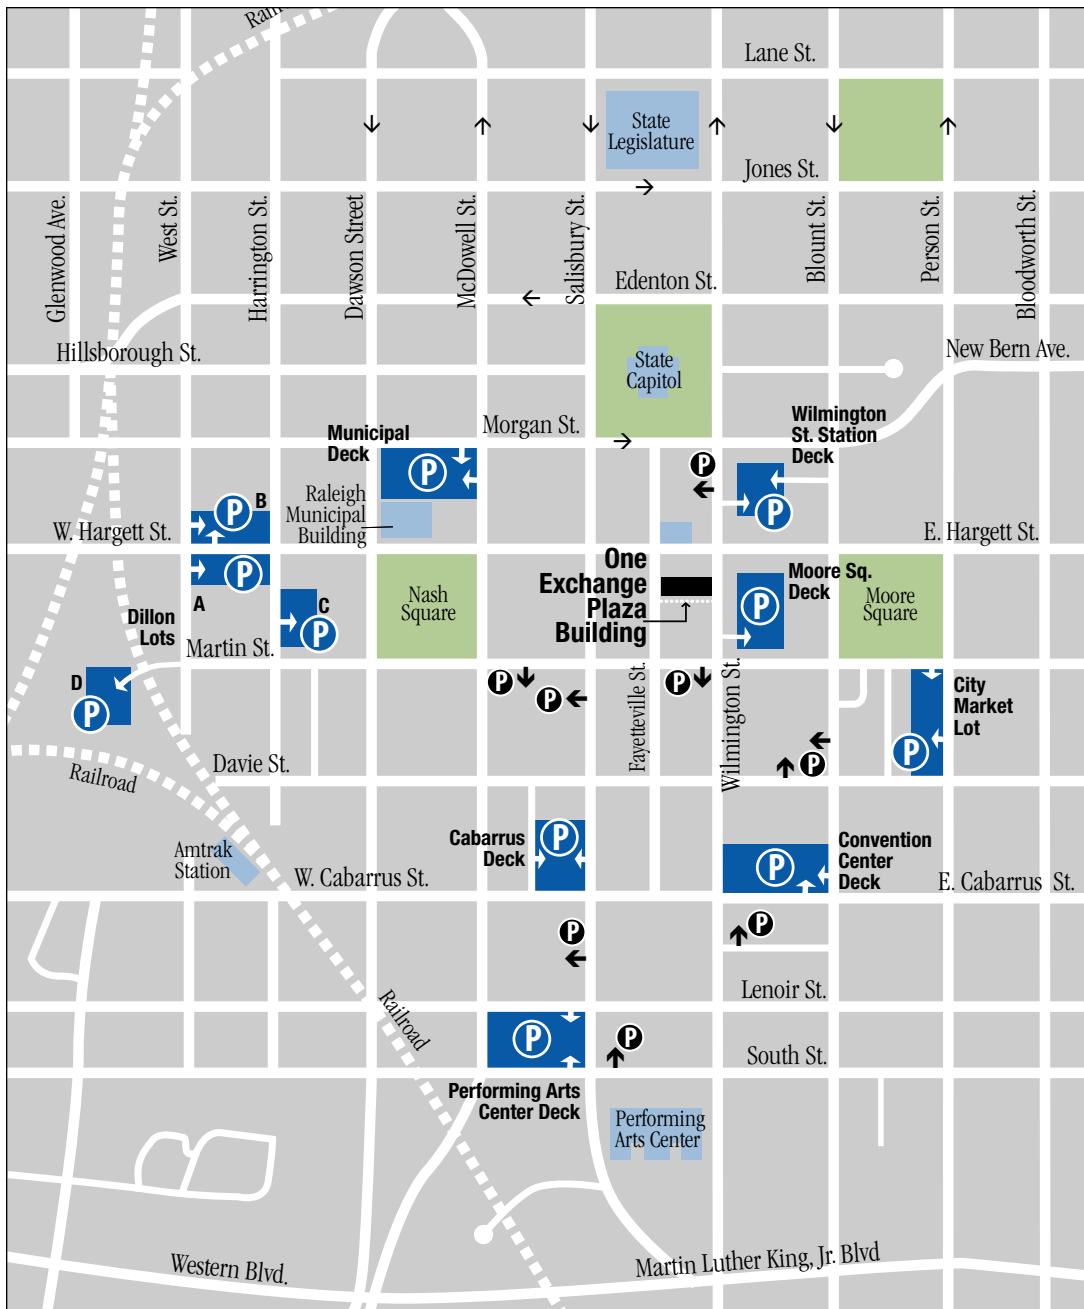 Lane St.
State
Legislature
Jones St.
Glenwood Ave.
West St.
Harrington St.
Dawson Street
McDowell St.
Salisbury St.
Blount St.
Person St.
Bloodworth St.
Edenton St.
Hillsborough St.
State
Capitol
New Bern Ave.
Morgan St.
Municipal
Deck
P
Wilmington
St. Station
Deck
P
P
B
P
Raleigh
Municipal
Building
W. Hargett St.
E. Hargett St.
A
P
Dillon
Lots
C
P
Nash
Square
One
Exchange
Plaza
Building
Moore Sq.
Deck
P
Moore
Square
Martin St.
D
P
P
P
P
Fayetteville St.
Wilmington St.
City
Market
Lot
P
P
Railroad
Davie St.
Amtrak
Station
Cabarrus
Deck
P
Convention
Center
Deck
P
W. Cabarrus St.
E. Cabarrus St.
P
P
Lenoir St.
Railroad
P
P
South St.
Performing Arts
Center Deck
Performing
Arts Center
Western Blvd.
Martin Luther King, Jr. Blvd